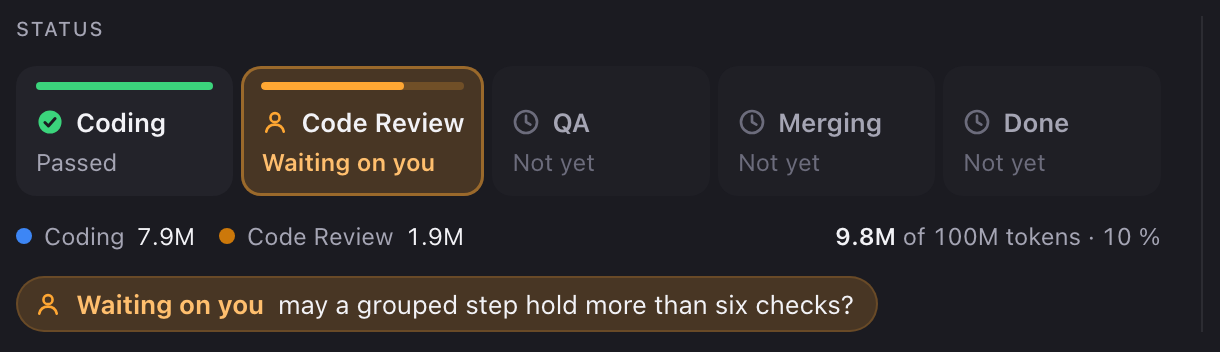 STATUS
Coding
Passed
Code Review
Waiting on you
QA
Not yet
Merging
Not yet
Done
Not yet
Coding 7.9M Code Review 1.9M
9.8M of 100M tokens · 10 %
Waiting on you may a grouped step hold more than six checks?